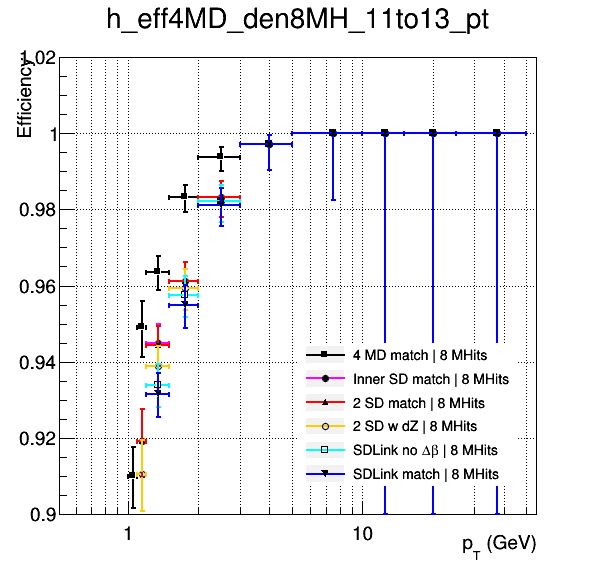 h_eff4MD_den8MH_11to13_pt
Efficiency
1.02
1
0.98
0.96
0.94
0.92
0.9
4 MD match | 8 MHits
Inner SD match | 8 MHits
2 SD match | 8 MHits
2 SD w dZ | 8 MHits
SDLink no Δβ | 8 MHits
SDLink match | 8 MHits
1
10
p_T (GeV)